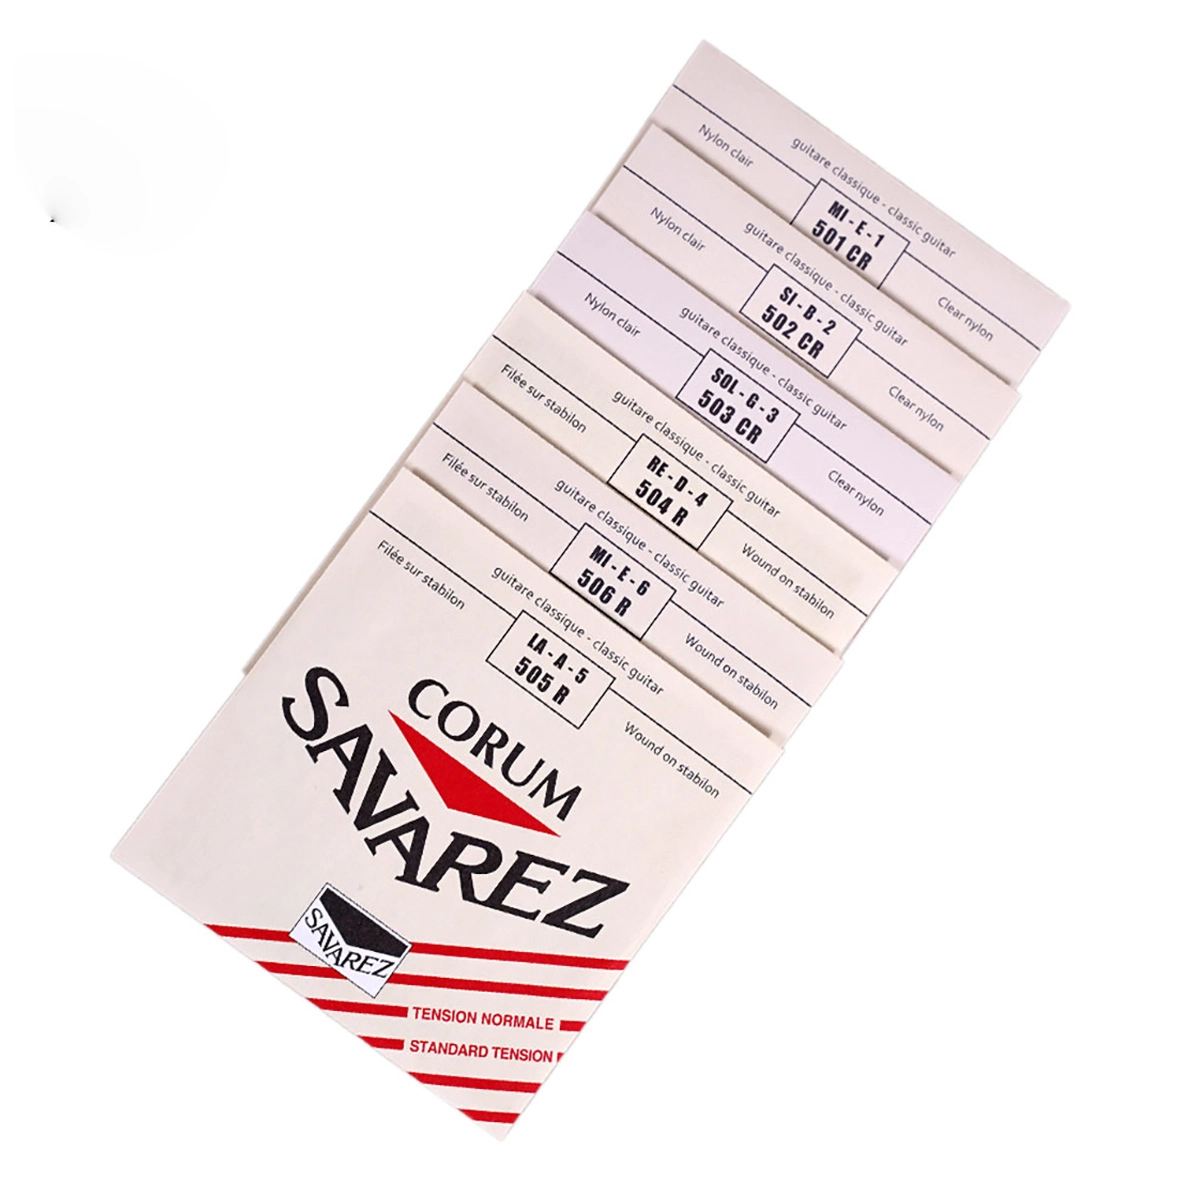 guitare classique - classic guitar
Nylon clair
MI - E - 1
501 CR
Clear nylon
guitare classique - classic guitar
Nylon clair
SI - B - 2
502 CR
Clear nylon
guitare classique - classic guitar
Nylon clair
SOL - G - 3
503 CR
Clear nylon
guitare classique - classic guitar
Filée sur stabilon
RE - D - 4
504 R
Wound on stabilon
guitare classique - classic guitar
Filée sur stabilon
MI - E - 6
506 R
Wound on stabilon
guitare classique - classic guitar
Filée sur stabilon
LA - A - 5
505 R
Wound on stabilon
CORUM
SAVAREZ
SAVAREZ
TENSION NORMALE
STANDARD TENSION